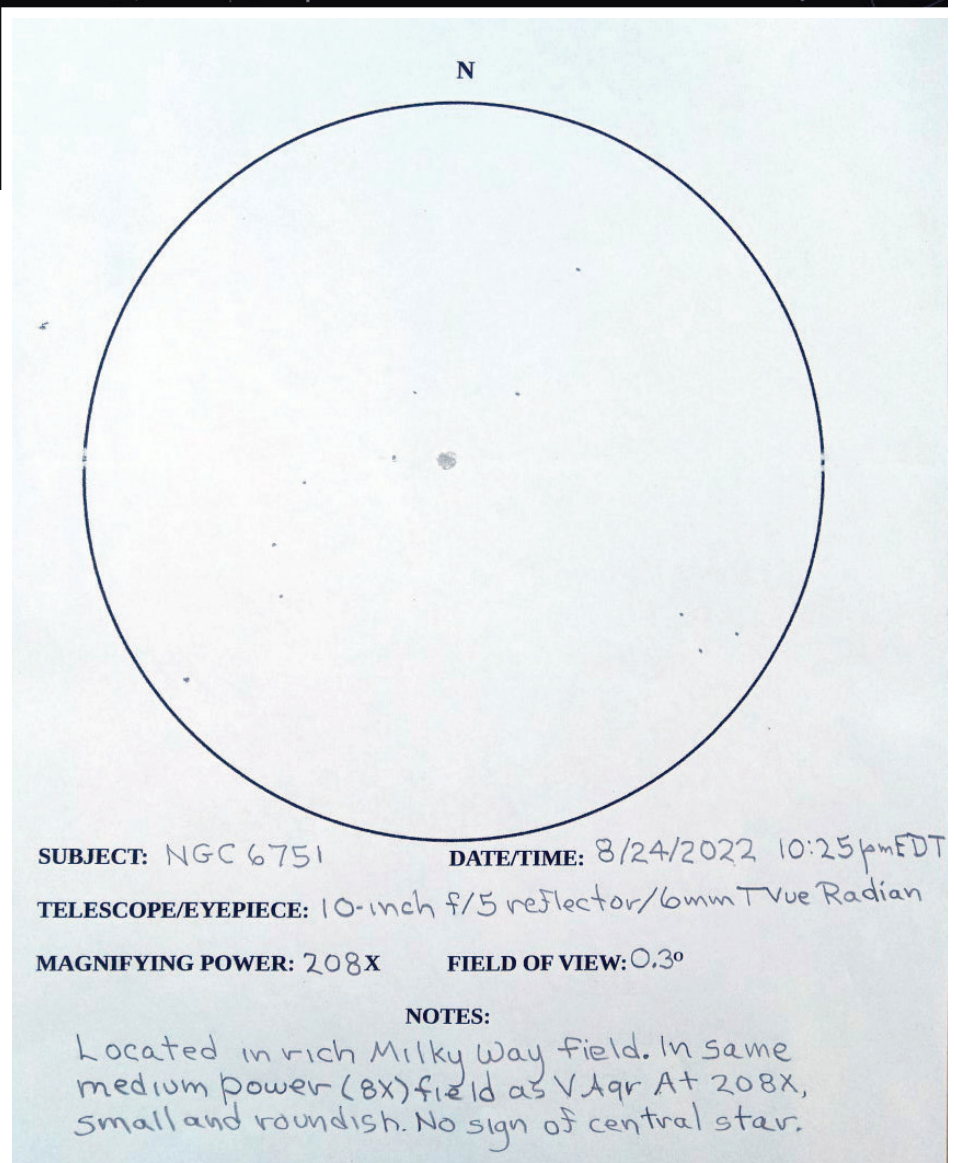 N
SUBJECT: NGC 6751 DATE/TIME: 8/24/2022 10:25pm EDT
TELESCOPE/EYEPIECE: 10-inch f/5 reflector/6mm TVue Radian
MAGNIFYING POWER: 208X FIELD OF VIEW: 0.3º
NOTES:
Located in rich Milky Way field. In same
medium power (8X) field as V Aqr At 208X,
small and roundish. No sign of central star.